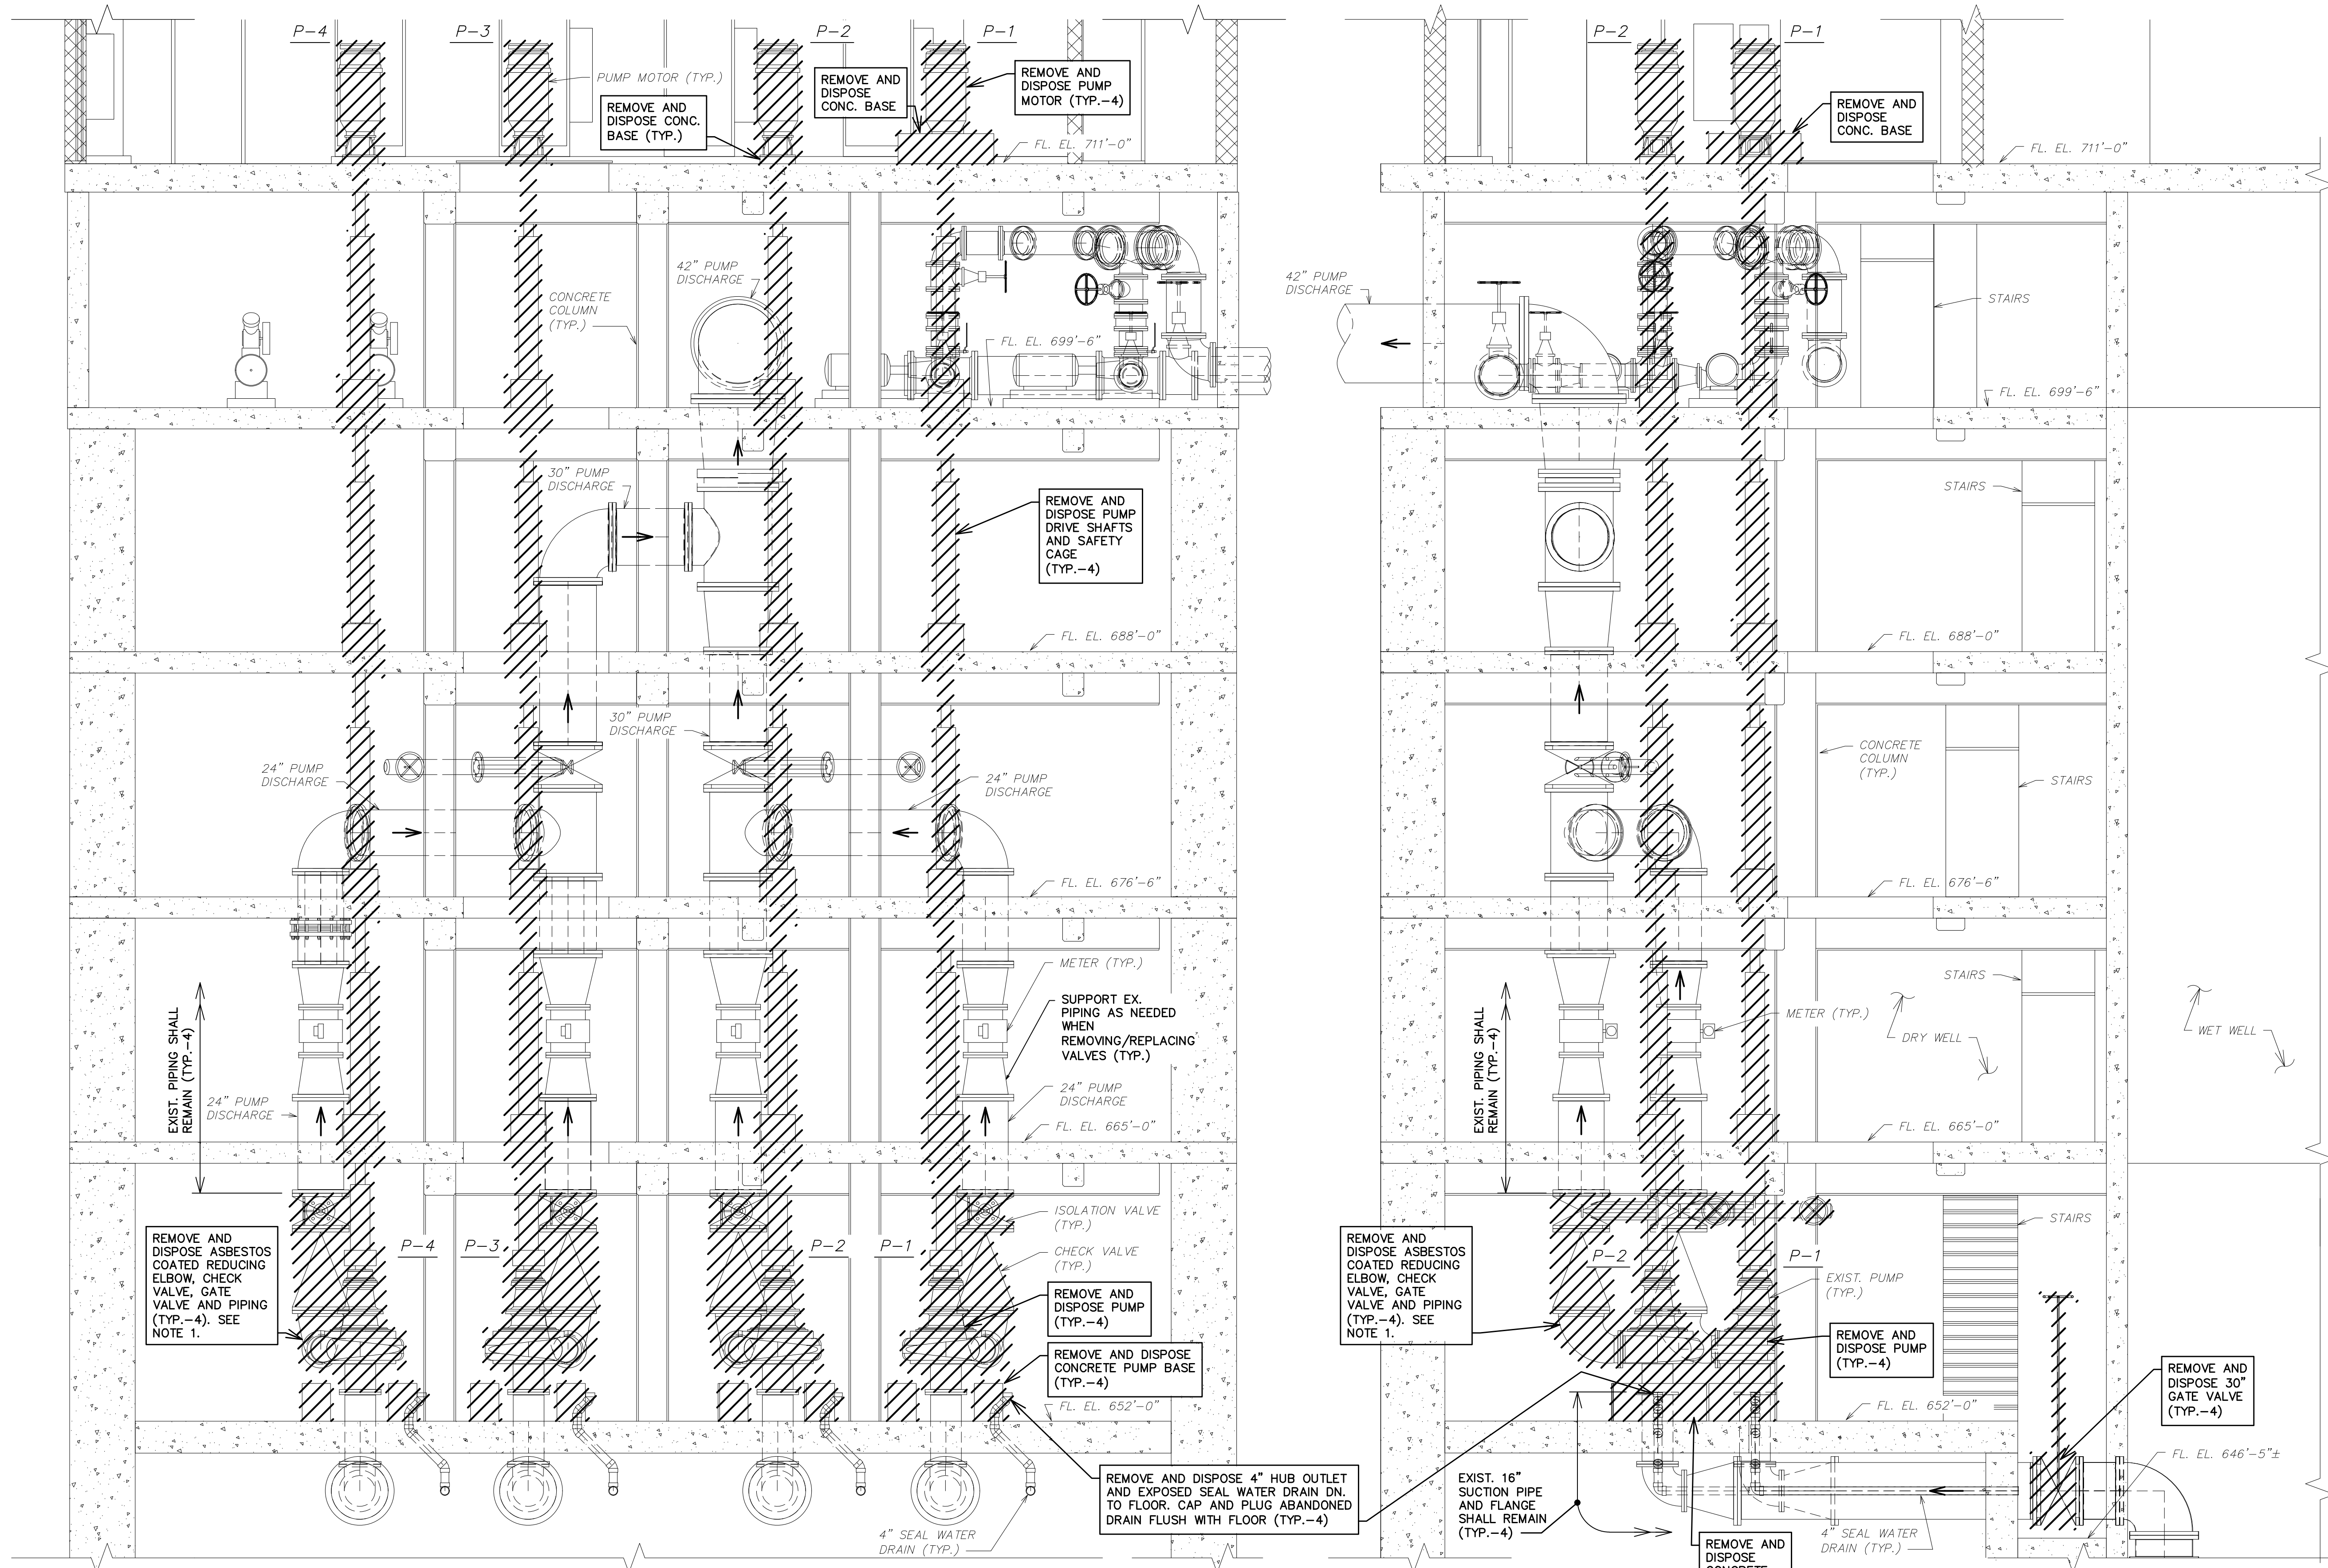 P-4
P-3
P-2
P-1
PUMP MOTOR (TYP.)
REMOVE AND
DISPOSE CONC.
BASE (TYP.)
REMOVE AND
DISPOSE
CONC. BASE
REMOVE AND
DISPOSE PUMP
MOTOR (TYP.-4)
FL. EL. 711'-0"
42" PUMP
DISCHARGE
CONCRETE
COLUMN
(TYP.)
FL. EL. 699'-6"
30" PUMP
DISCHARGE
REMOVE AND
DISPOSE PUMP
DRIVE SHAFTS
AND SAFETY
CAGE
(TYP.-4)
FL. EL. 688'-0"
30" PUMP
DISCHARGE
24" PUMP
DISCHARGE
24" PUMP
DISCHARGE
FL. EL. 676'-6"
METER (TYP.)
SUPPORT EX.
PIPING AS NEEDED
WHEN
REMOVING/REPLACING
VALVES (TYP.)
EXIST. PIPING SHALL
REMAIN (TYP.-4)
24" PUMP
DISCHARGE
24" PUMP
DISCHARGE
FL. EL. 665'-0"
ISOLATION VALVE
(TYP.)
REMOVE AND
DISPOSE ASBESTOS
COATED REDUCING
ELBOW, CHECK
VALVE, GATE
VALVE AND PIPING
(TYP.-4). SEE
NOTE 1.
P-4
P-3
P-2
P-1
CHECK VALVE
(TYP.)
REMOVE AND
DISPOSE PUMP
(TYP.-4)
REMOVE AND DISPOSE
CONCRETE PUMP BASE
(TYP.-4)
FL. EL. 652'-0"
REMOVE AND DISPOSE 4" HUB OUTLET
AND EXPOSED SEAL WATER DRAIN DN.
TO FLOOR. CAP AND PLUG ABANDONED
DRAIN FLUSH WITH FLOOR (TYP.-4)
4" SEAL WATER
DRAIN (TYP.)
P-2
P-1
REMOVE AND
DISPOSE
CONC. BASE
FL. EL. 711'-0"
42" PUMP
DISCHARGE
STAIRS
FL. EL. 699'-6"
STAIRS
FL. EL. 688'-0"
CONCRETE
COLUMN
(TYP.)
STAIRS
FL. EL. 676'-6"
STAIRS
METER (TYP.)
DRY WELL
WET WELL
EXIST. PIPING SHALL
REMAIN (TYP.-4)
FL. EL. 665'-0"
STAIRS
REMOVE AND
DISPOSE ASBESTOS
COATED REDUCING
ELBOW, CHECK
VALVE, GATE
VALVE AND PIPING
(TYP.-4). SEE
NOTE 1.
P-2
P-1
EXIST. PUMP
(TYP.)
REMOVE AND
DISPOSE PUMP
(TYP.-4)
REMOVE AND
DISPOSE 30"
GATE VALVE
(TYP.-4)
FL. EL. 652'-0"
FL. EL. 646'-5"±
EXIST. 16"
SUCTION PIPE
AND FLANGE
SHALL REMAIN
(TYP.-4)
4" SEAL WATER
DRAIN (TYP.)
REMOVE AND
DISPOSE